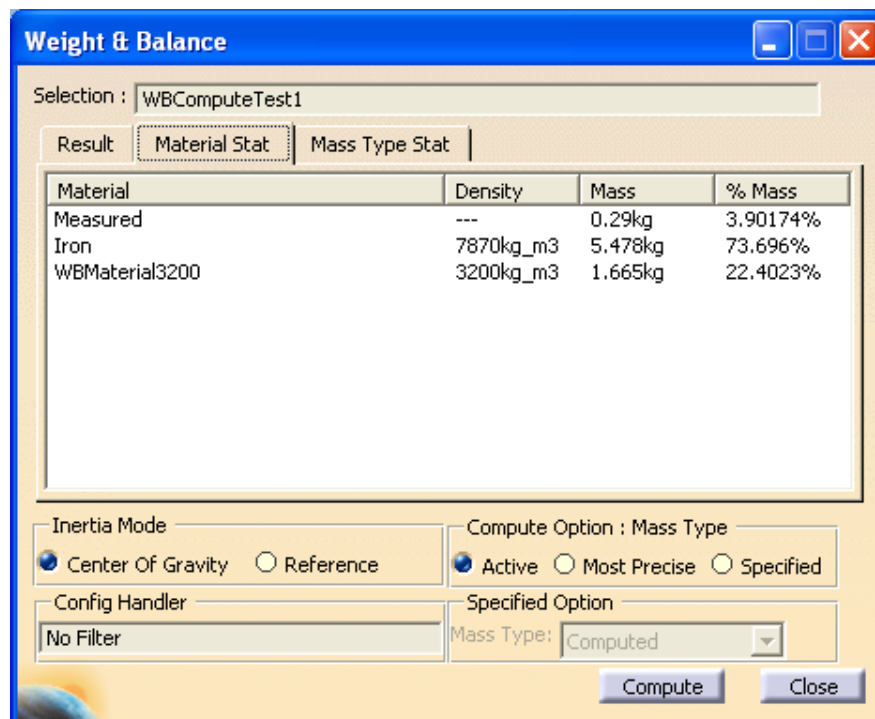 Weight & Balance
Selection : WBComputeTest1
Result Material Stat Mass Type Stat
Material Density Mass % Mass
Measured --- 0.29kg 3.90174%
Iron 7870kg_m3 5.478kg 73.696%
WBMaterial3200 3200kg_m3 1.665kg 22.4023%
Inertia Mode Compute Option : Mass Type
Center Of Gravity Reference Active Most Precise Specified
Config Handler Specified Option
No Filter Mass Type: Computed
Compute Close